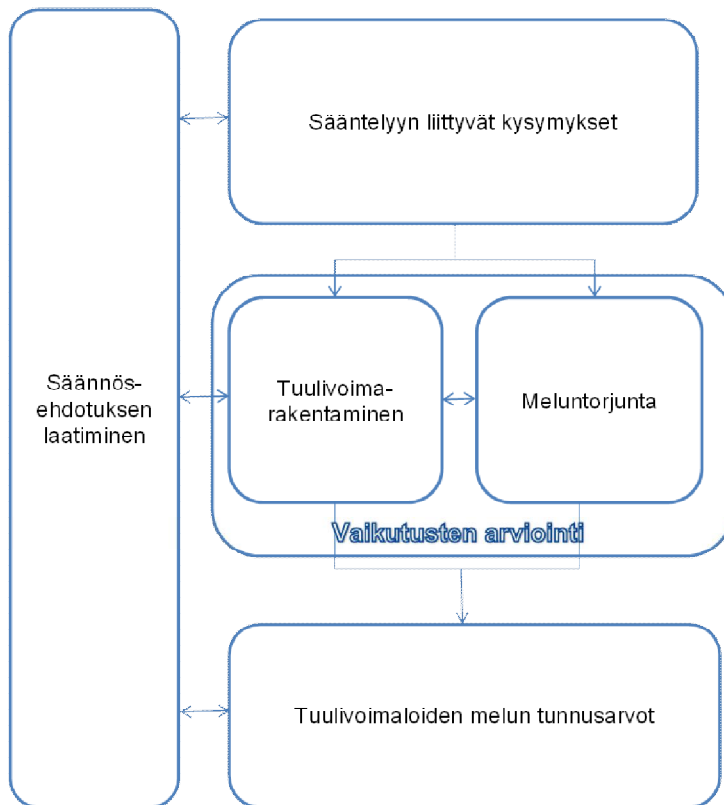 Sääntelyyn liittyvät kysymykset
Säännös-
ehdotuksen
laatiminen
Tuulivoima-
rakentaminen
Meluntorjunta
Vaikutusten arviointi
Tuulivoimaloiden melun tunnusarvot